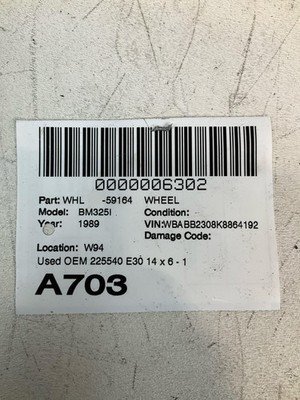 0000006302
Part: WHL -59164 WHEEL
Model: BM325I Condition:
Year: 1989 VIN:WBABB2308K8864192
Damage Code:
Location: W94
Used OEM 225540 E30 14 x 6 - 1
A703